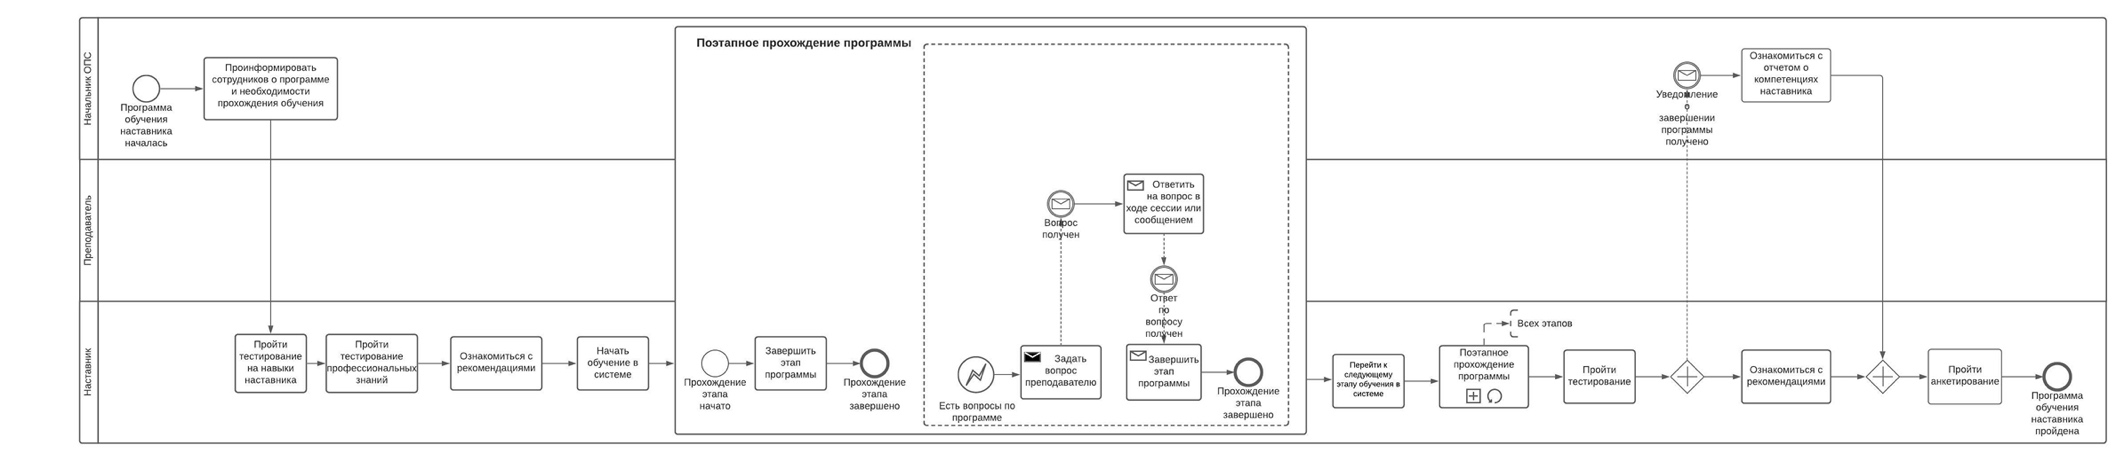 Начальник ОПС
Программа
обучения
наставника
началась
Проинформировать
сотрудников о программе
и необходимости
прохождения обучения
Поэтапное прохождение программы
Уведомление
о
завершении
программы
получено
Ознакомиться с
отчетом о
компетенциях
наставника
Преподаватель
Вопрос
получен
Ответить
на вопрос в
ходе сессии или
сообщением
Ответ
по
вопросу
получен
Наставник
Пройти
тестирование
на навыки
наставника
Пройти
тестирование
профессиональных
знаний
Ознакомиться с
рекомендациями
Начать
обучение в
системе
Прохождение
этапа
начато
Завершить
этап
программы
Прохождение
этапа
завершено
Есть вопросы по
программе
Задать
вопрос
преподавателю
Завершить
этап
программы
Прохождение
этапа
завершено
Перейти к
следующему
этапу обучения в
системе
Всех этапов
Поэтапное
прохождение
программы
Пройти
тестирование
Ознакомиться с
рекомендациями
Пройти
анкетирование
Программа
обучения
наставника
пройдена